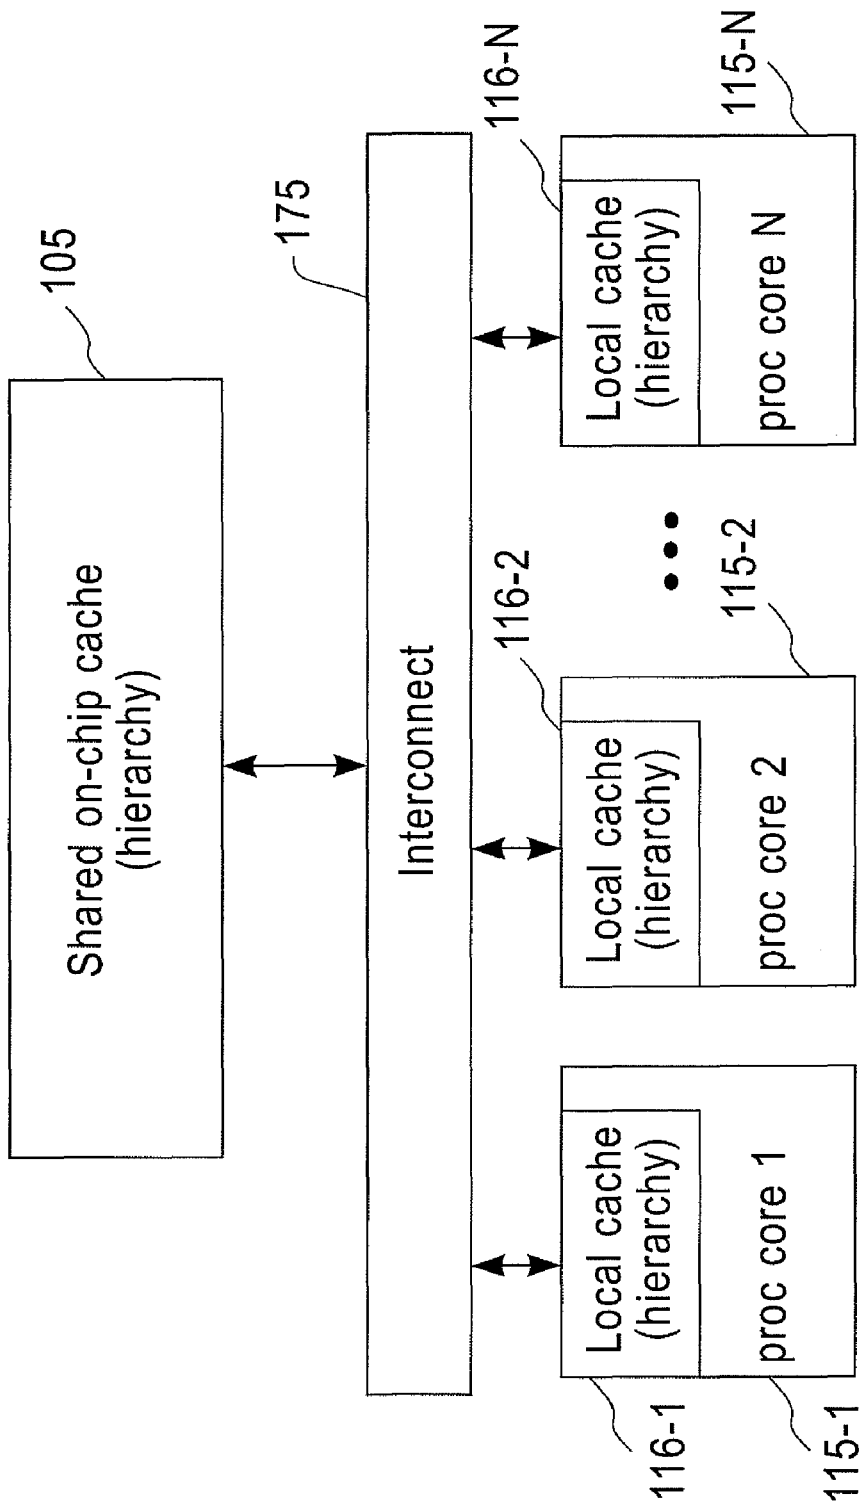 105
Shared on-chip cache
(hierarchy)
175
Interconnect
116-1
Local cache
(hierarchy)
proc core 1
115-1
116-2
Local cache
(hierarchy)
proc core 2
115-2
116-N
Local cache
(hierarchy)
proc core N
115-N